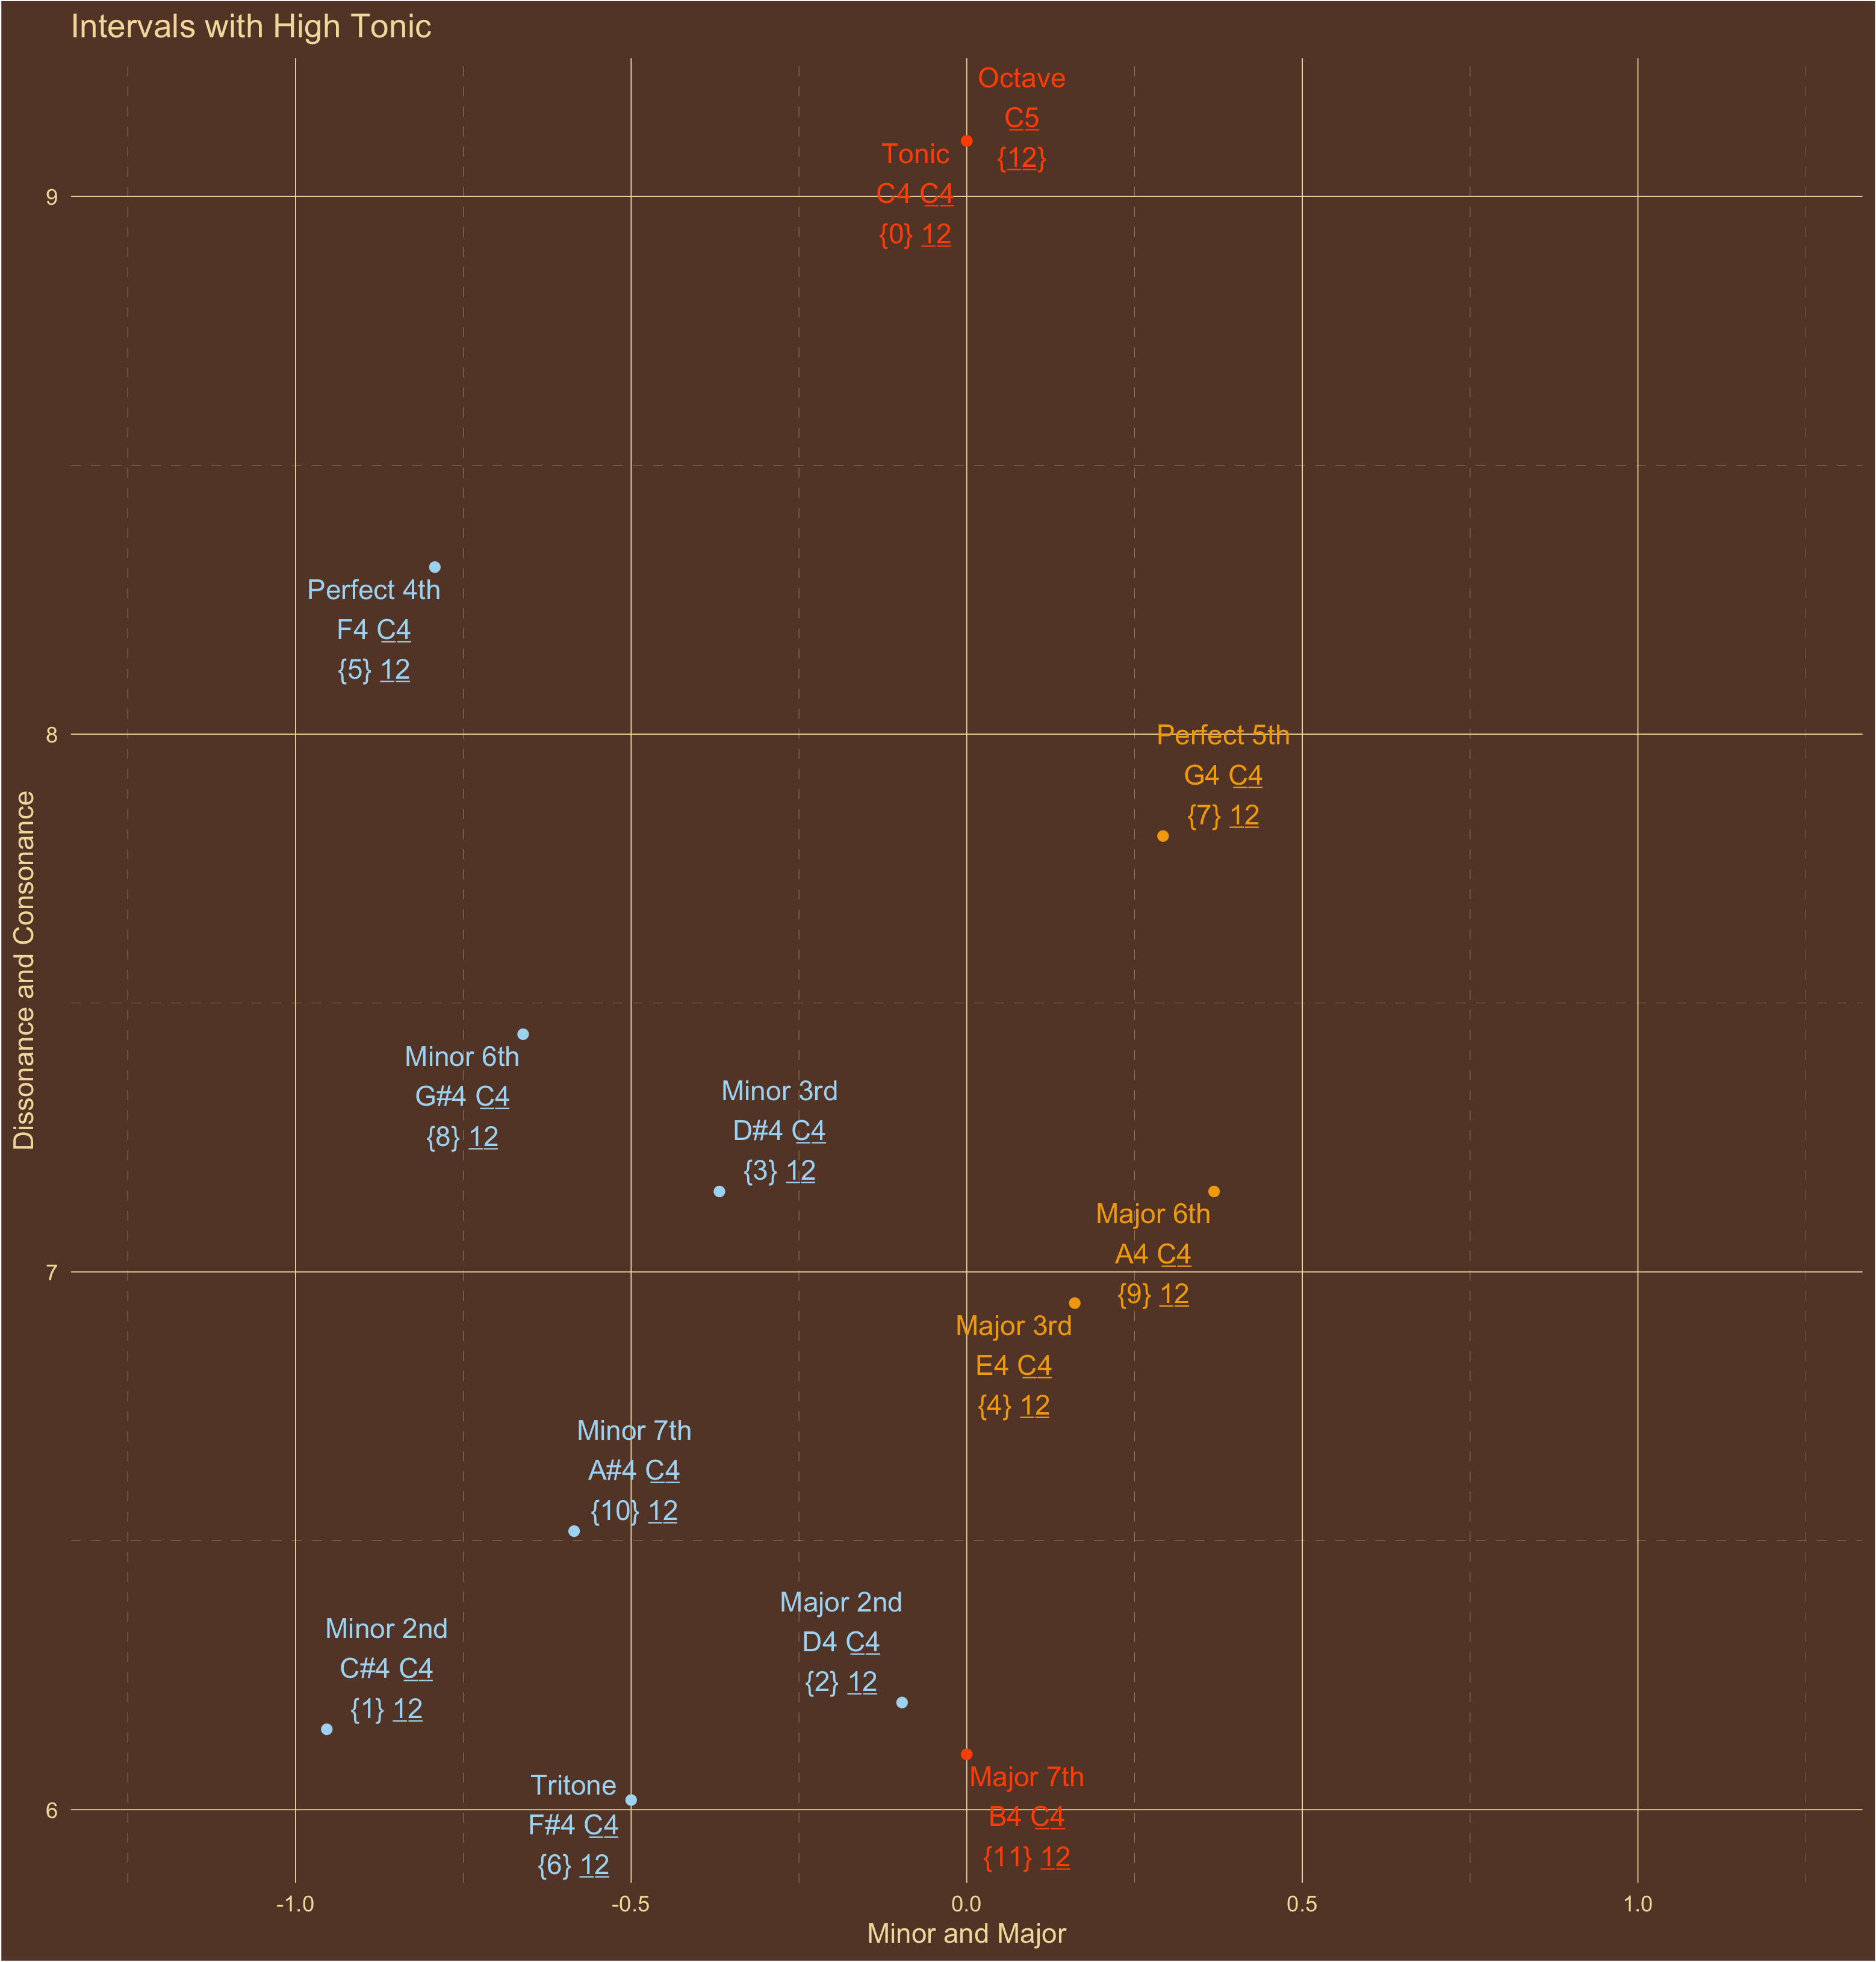 Intervals with High Tonic
Octave
C5
{12}
Tonic
C4 C4
{0} 12
9
Perfect 4th
F4 C4
{5} 12
8
Perfect 5th
G4 C4
{7} 12
Dissonance and Consonance
Minor 6th
G#4 C4
{8} 12
Minor 3rd
D#4 C4
{3} 12
Major 6th
A4 C4
{9} 12
7
Major 3rd
E4 C4
{4} 12
Minor 7th
A#4 C4
{10} 12
Major 2nd
D4 C4
{2} 12
Minor 2nd
C#4 C4
{1} 12
Tritone
F#4 C4
{6} 12
Major 7th
B4 C4
{11} 12
6
-1.0 -0.5 0.0 0.5 1.0
Minor and Major